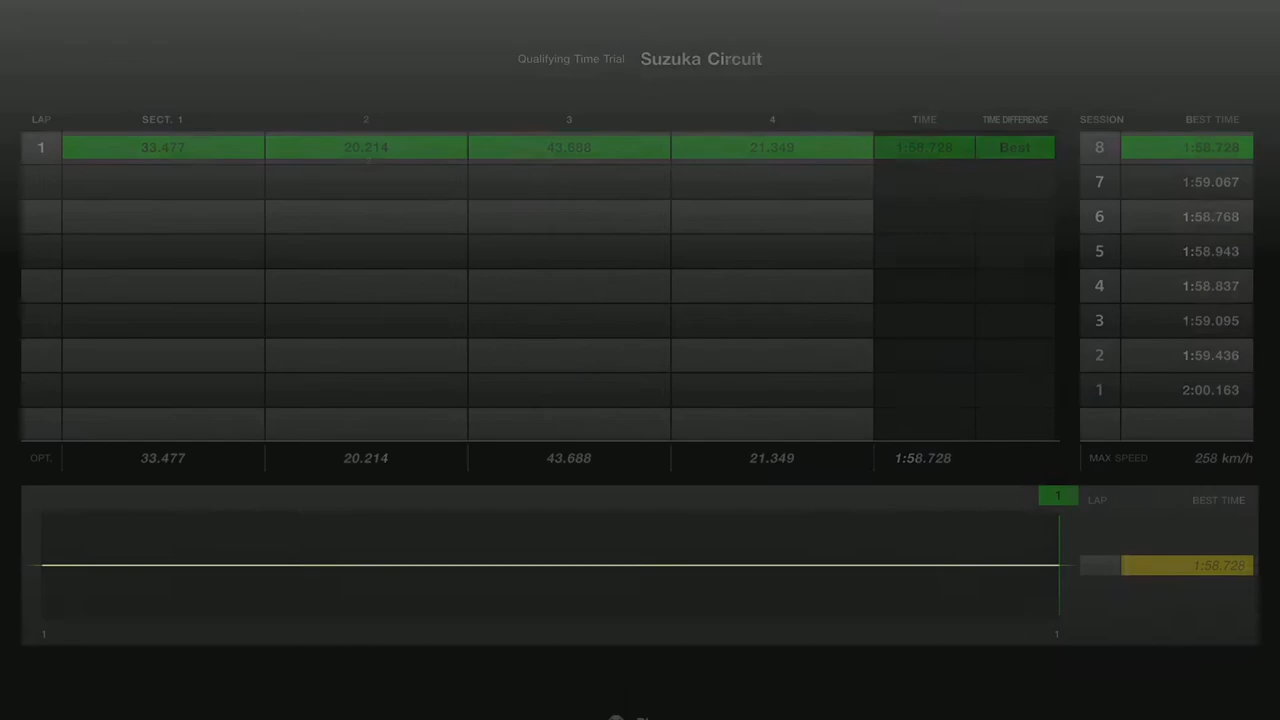 Qualifying Time Trial Suzuka Circuit
LAP SECT. 1 2 3 4 TIME TIME DIFFERENCE SESSION BEST TIME
1 33.477 20.214 43.688 21.349 1:58.728 Best 8 1:58.728
7 1:59.067
6 1:58.768
5 1:58.943
4 1:58.837
3 1:59.095
2 1:59.436
1 2:00.163
OPT. 33.477 20.214 43.688 21.349 1:58.728 MAX SPEED 258 km/h
1 LAP BEST TIME
1:58.728
1 1